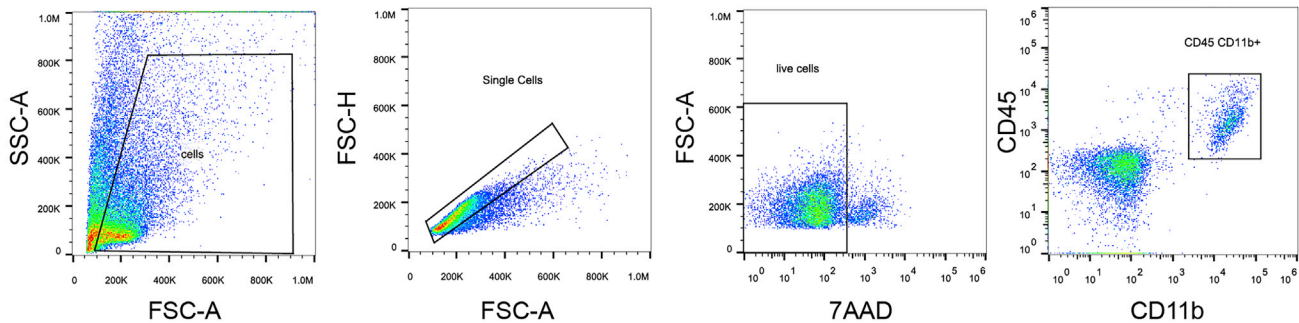 1.0M
800K
600K
400K
200K
0
SSC-A
cells
200K 400K 600K 800K 1.0M
FSC-A
1.0M
800K
600K
400K
200K
0
FSC-H
Single Cells
200K 400K 600K 800K 1.0M
FSC-A
1.0M
800K
600K
400K
200K
0
FSC-A
live cells
10^0 10^1 10^2 10^3 10^4 10^5 10^6
7AAD
10^6
10^5
10^4
10^3
10^2
10^1
10^0
CD45
CD45 CD11b+
10^0 10^1 10^2 10^3 10^4 10^5 10^6
CD11b